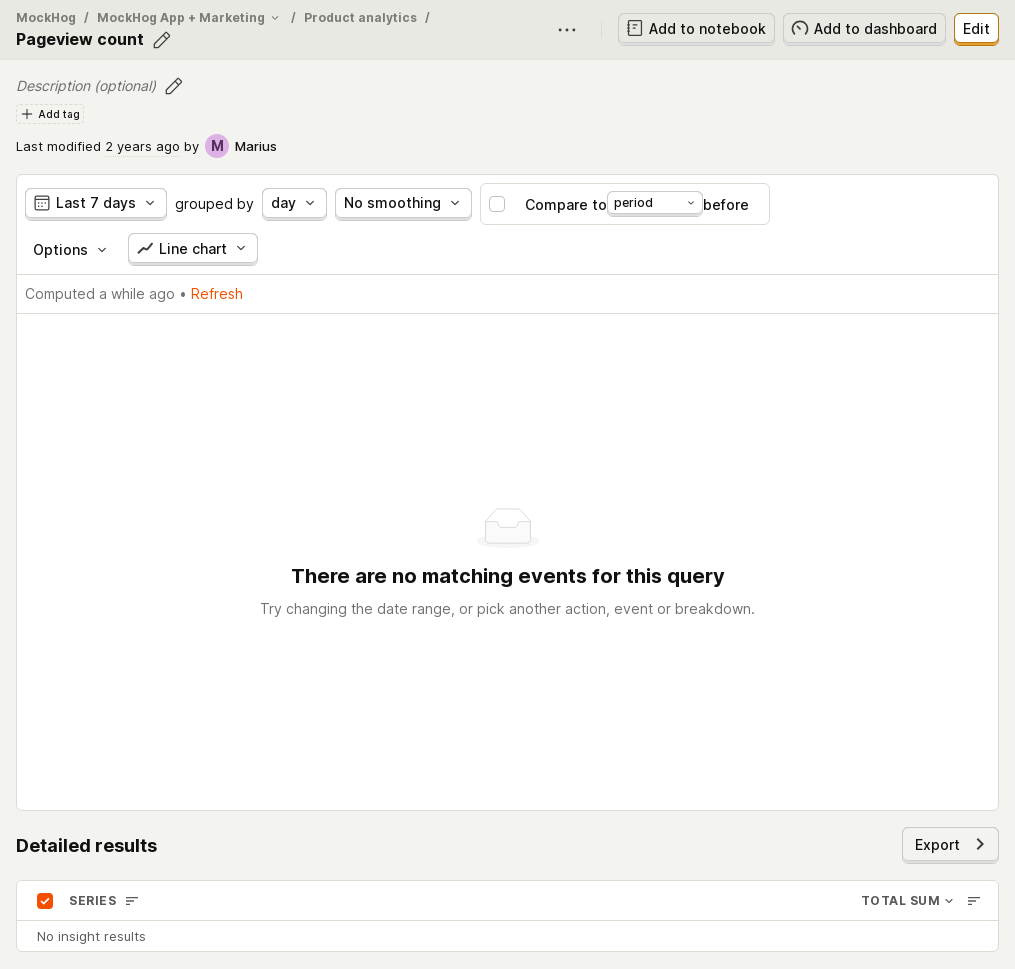 MockHog / MockHog App + Marketing / Product analytics /
Pageview count
Add to notebook
Add to dashboard
Edit
Description (optional)
Add tag
Last modified 2 years ago by M Marius
Last 7 days grouped by day No smoothing Compare to period before
Options Line chart
Computed a while ago • Refresh
There are no matching events for this query
Try changing the date range, or pick another action, event or breakdown.
Detailed results
Export
SERIES TOTAL SUM
No insight results